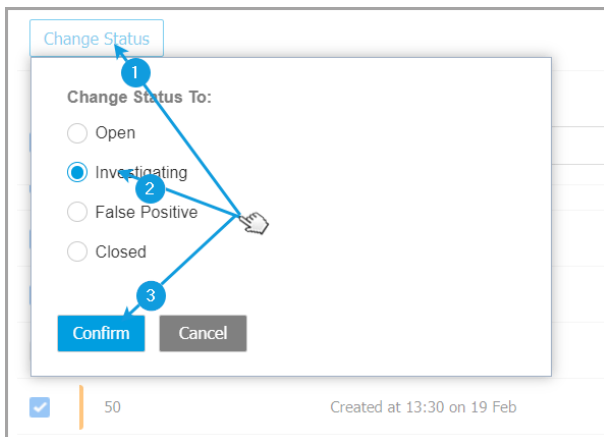 Change Status
1
Change Status To:
Open
Investigating
2
False Positive
Closed
3
Confirm Cancel
50 Created at 13:30 on 19 Feb